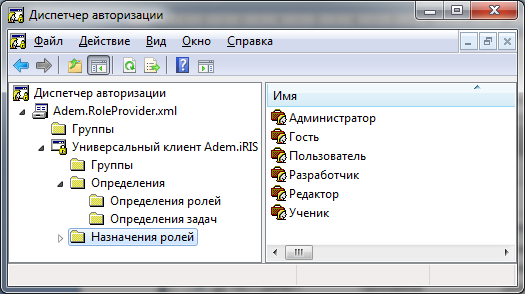 Диспетчер авторизации
Файл Действие Вид Окно Справка
Диспетчер авторизации
Adem.RoleProvider.xml
Группы
Универсальный клиент Adem.iRIS
Группы
Определения
Определения ролей
Определения задач
Назначения ролей
Имя
Администратор
Гость
Пользователь
Разработчик
Редактор
Ученик